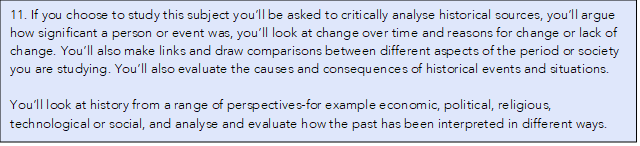 11. If you choose to study this subject you'll be asked to critically analyse historical sources, you'll argue
how significant a person or event was, you'll look at change over time and reasons for change or lack of
change. You'll also make links and draw comparisons between different aspects of the period or society
you are studying. You'll also evaluate the causes and consequences of historical events and situations.
You'll look at history from a range of perspectives-for example economic, political, religious,
technological or social, and analyse and evaluate how the past has been interpreted in different ways.